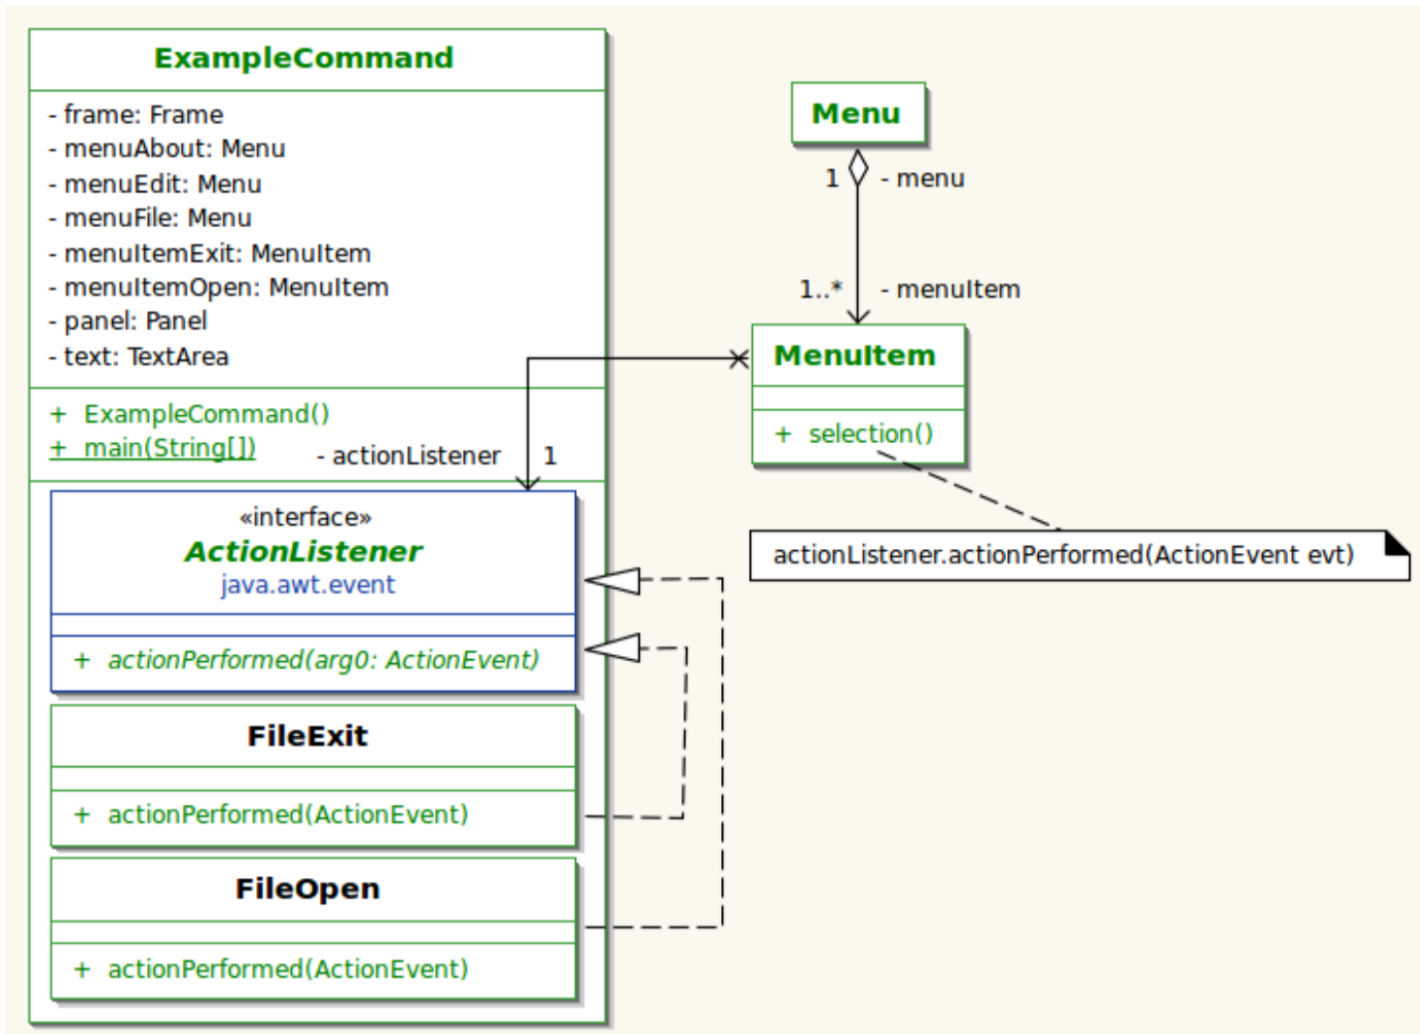 ExampleCommand
- frame: Frame
- menuAbout: Menu
- menuEdit: Menu
- menuFile: Menu
- menuItemExit: MenuItem
- menuItemOpen: MenuItem
- panel: Panel
- text: TextArea
+ ExampleCommand()
+ main(String[])
- actionListener 1
«interface»
ActionListener
java.awt.event
+ actionPerformed(arg0: ActionEvent)
FileExit
+ actionPerformed(ActionEvent)
FileOpen
+ actionPerformed(ActionEvent)
Menu
1 - menu
1..* - menuItem
MenuItem
+ selection()
actionListener.actionPerformed(ActionEvent evt)